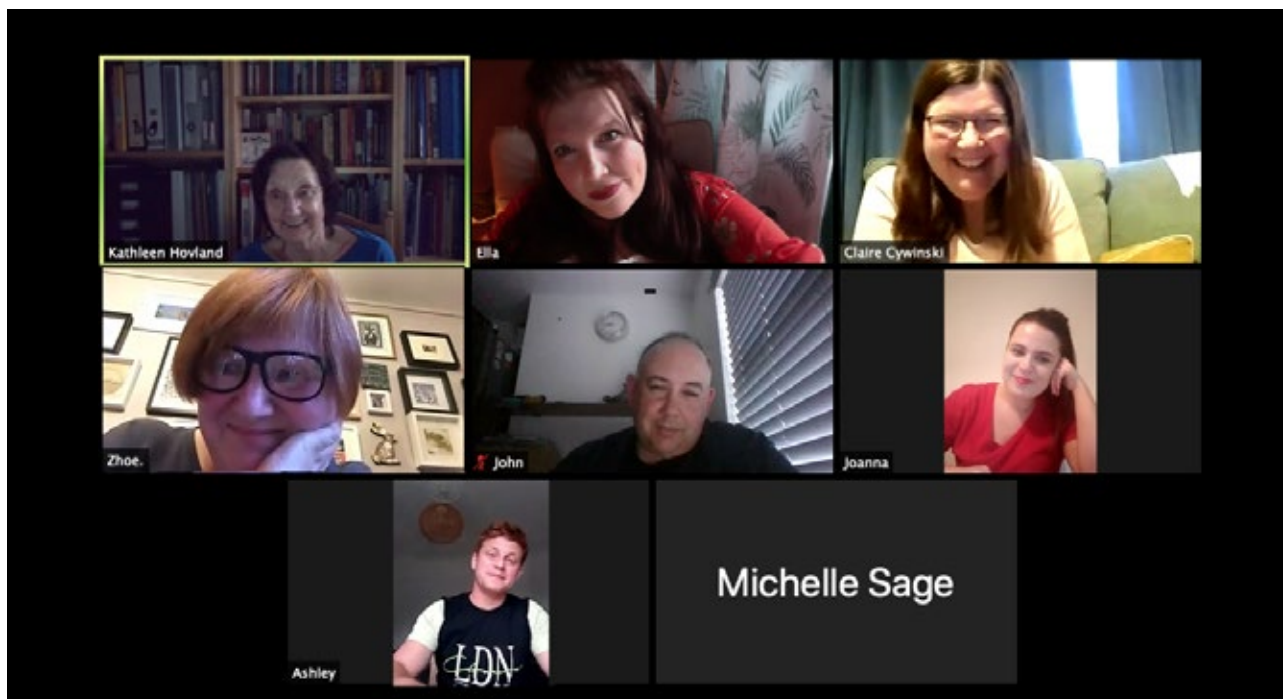 Kathleen Hovland
Ella
Claire Cywinski
Zhoe.
John
Joanna
Ashley
LDN
Michelle Sage